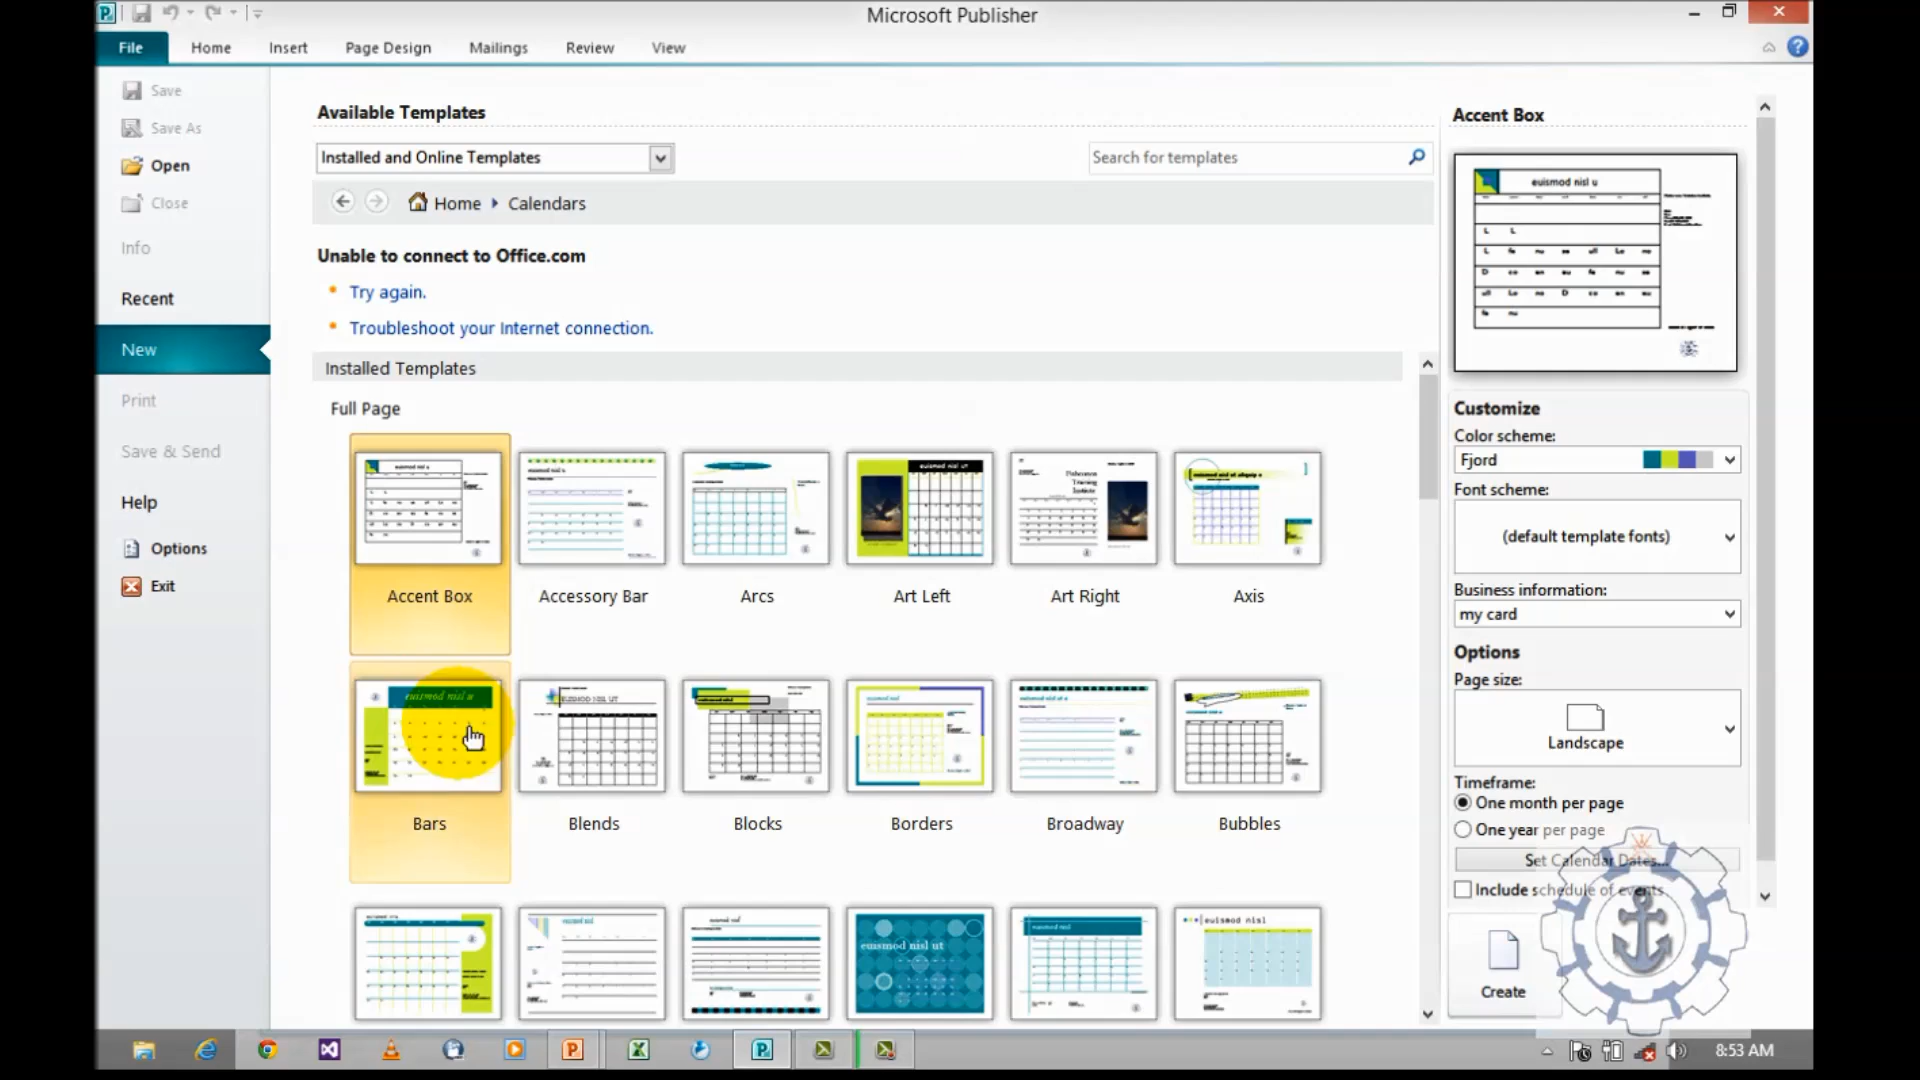 Microsoft Publisher
File Home Insert Page Design Mailings Review View
Save
Save As
Open
Close
Info
Recent
New
Print
Save & Send
Help
Options
Exit
Available Templates
Installed and Online Templates
Search for templates
Home Calendars
Unable to connect to Office.com
Try again.
Troubleshoot your Internet connection.
Installed Templates
Full Page
Accent Box Accessory Bar Arcs Art Left Art Right Axis
Bars Blends Blocks Borders Broadway Bubbles
Accent Box
euismod nisl u
Customize
Color scheme:
Fjord
Font scheme:
(default template fonts)
Business information:
my card
Options
Page size:
Landscape
Timeframe:
One month per page
One year per page
Set Calendar Dates...
Include schedule of events
Create
8:53 AM